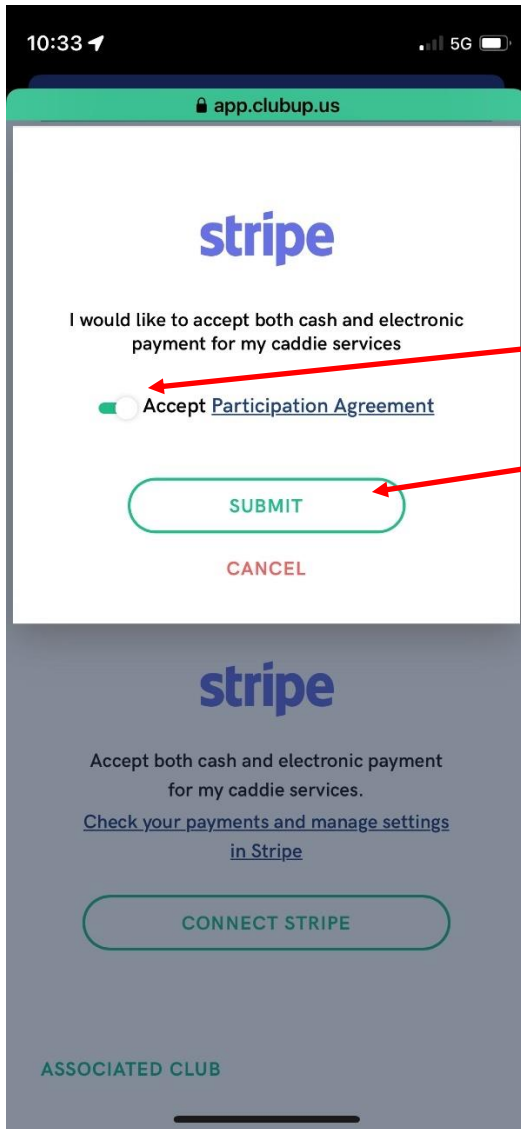 10:33
5G
app.clubup.us
stripe
I would like to accept both cash and electronic
payment for my caddie services
Accept Participation Agreement
SUBMIT
CANCEL
stripe
Accept both cash and electronic payment
for my caddie services.
Check your payments and manage settings
in Stripe
CONNECT STRIPE
ASSOCIATED CLUB